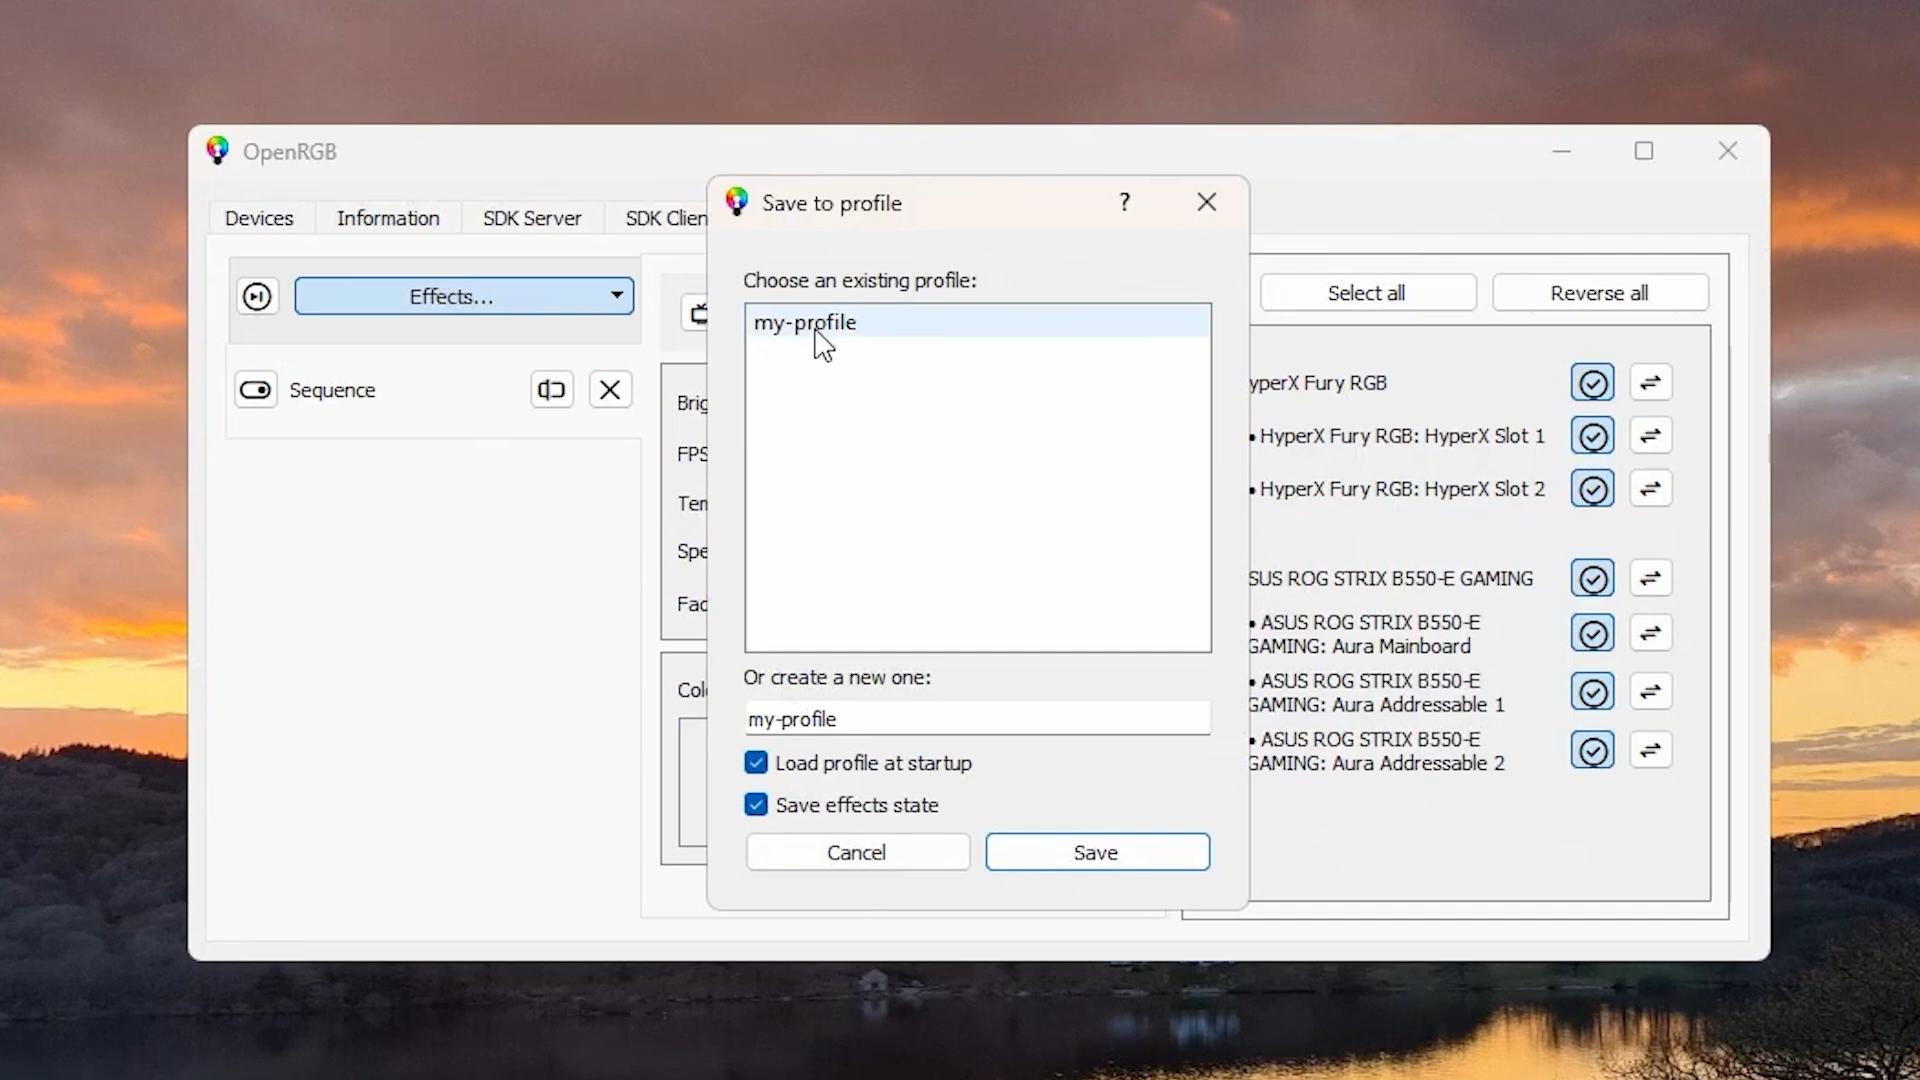 OpenRGB
Save to profile
?
Devices
Information
SDK Server
SDK Clien
Effects...
Choose an existing profile:
my-profile
Select all
Reverse all
Sequence
Brig
FPS
Tem
Spe
Fad
Colo
yperX Fury RGB
• HyperX Fury RGB: HyperX Slot 1
• HyperX Fury RGB: HyperX Slot 2
SUS ROG STRIX B550-E GAMING
• ASUS ROG STRIX B550-E
GAMING: Aura Mainboard
• ASUS ROG STRIX B550-E
GAMING: Aura Addressable 1
• ASUS ROG STRIX B550-E
GAMING: Aura Addressable 2
Or create a new one:
my-profile
Load profile at startup
Save effects state
Cancel
Save